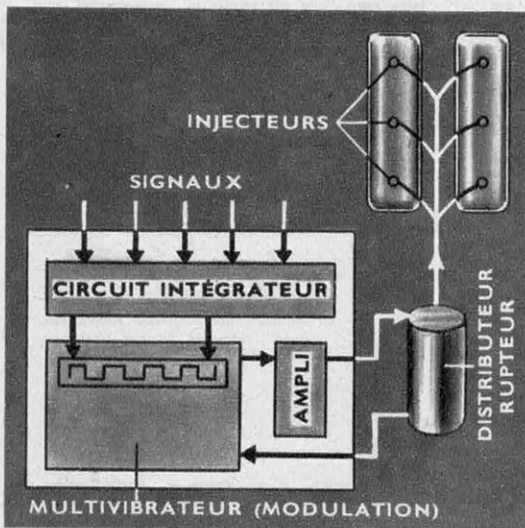 INJECTEURS
SIGNAUX
CIRCUIT INTÉGRATEUR
AMPLI
DISTRIBUTEUR
RUPTEUR
MULTIVIBRATEUR (MODULATION)